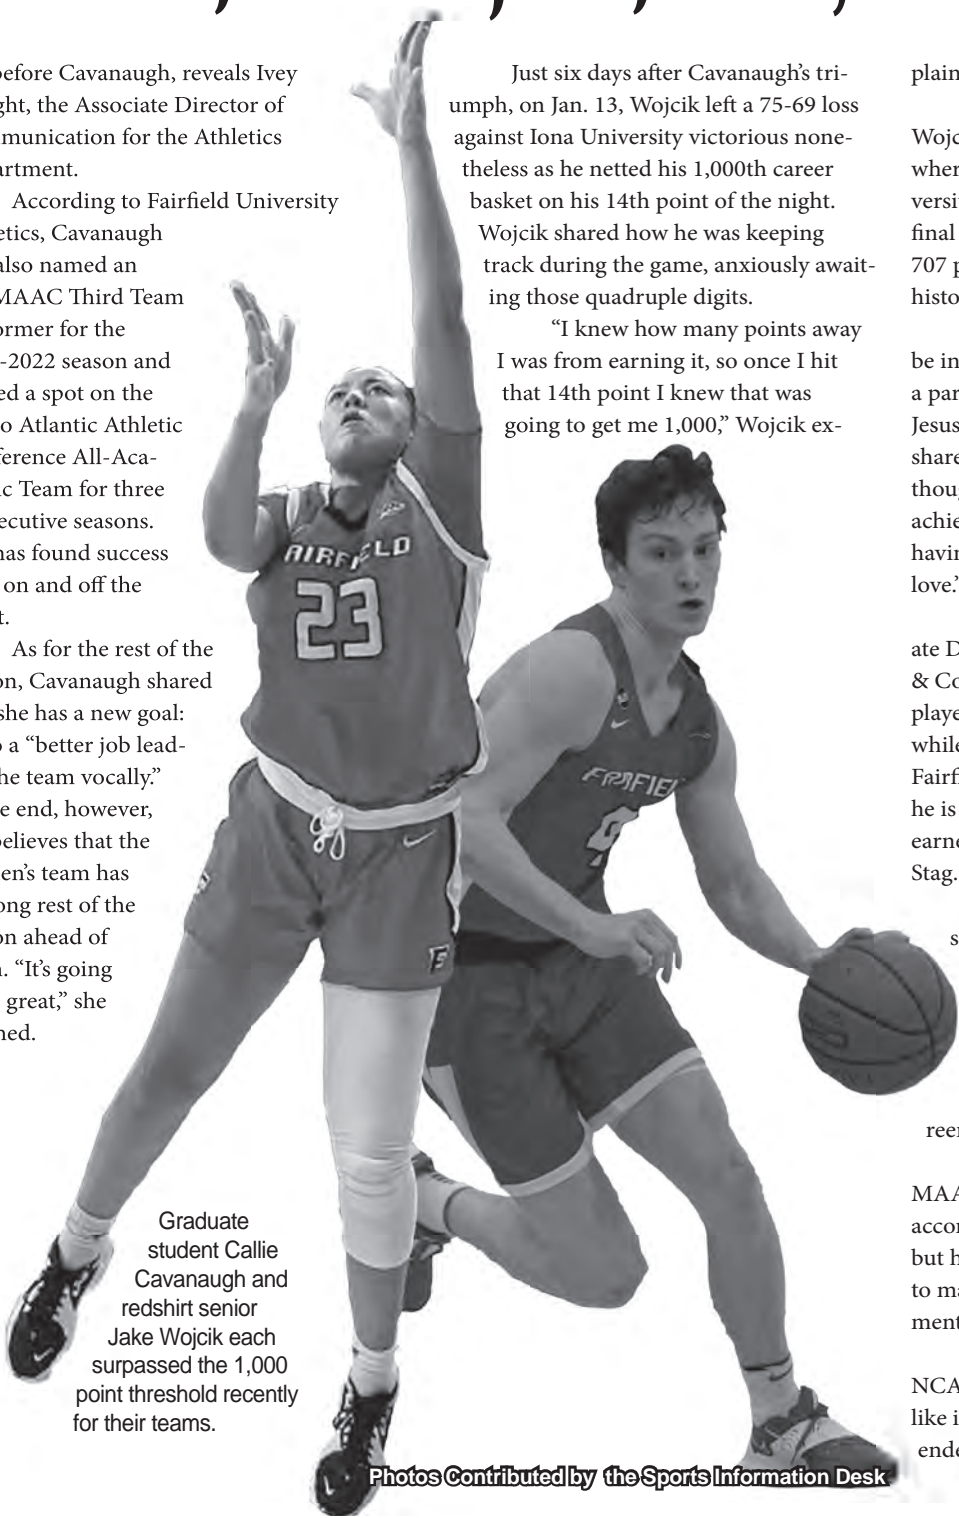 before Cavanaugh, reveals Ivey
ght, the Associate Director of
mmunication for the Athletics
artment.
According to Fairfield University
etics, Cavanaugh
also named an
MAAC Third Team
ormer for the
-2022 season and
ed a spot on the
o Atlantic Athletic
ference All-Aca-
ic Team for three
ecutive seasons.
has found success
on and off the
t.
As for the rest of the
on, Cavanaugh shared
she has a new goal:
o a “better job lead-
he team vocally.”
e end, however,
believes that the
en’s team has
ong rest of the
on ahead of
. “It’s going
great,” she
ned.
Just six days after Cavanaugh’s tri-
umph, on Jan. 13, Wojcik left a 75-69 loss
against Iona University victorious none-
theless as he netted his 1,000th career
basket on his 14th point of the night.
Wojcik shared how he was keeping
track during the game, anxiously await-
ing those quadruple digits.
“I knew how many points away
I was from earning it, so once I hit
that 14th point I knew that was
going to get me 1,000,” Wojcik ex-
plain
Wojc
wher
versi
final
707 p
histo
be in
a par
Jesus
share
thoug
achie
havin
love.”
ate D
& Co
playe
while
Fairf
he is
earne
Stag.
s
reer
MAA
accor
but h
to ma
ment
NCA
like i
ende
FAIRFIELD
23
FAIRFIEL
Graduate
student Callie
Cavanaugh and
redshirt senior
Jake Wojcik each
surpassed the 1,000
point threshold recently
for their teams.
Photos Contributed by the Sports Information Desk